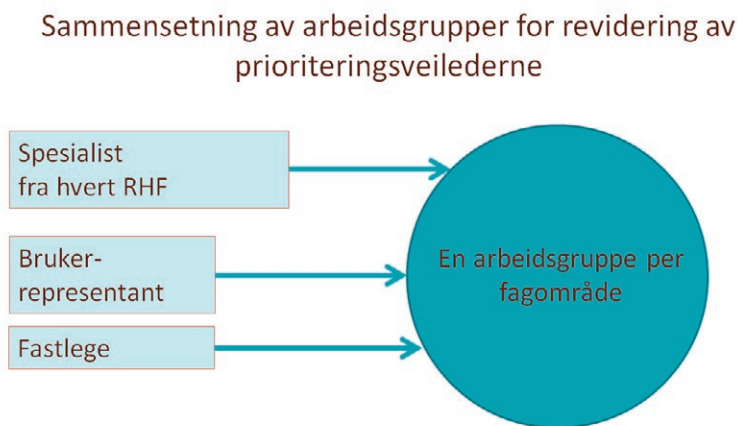 Sammensetning av arbeidsgrupper for revidering av
prioriteringsveilederne
Spesialist
fra hvert RHF
Bruker-
representant
Fastlege
En arbeidsgruppe per
fagområde